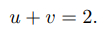 u + v = 2.